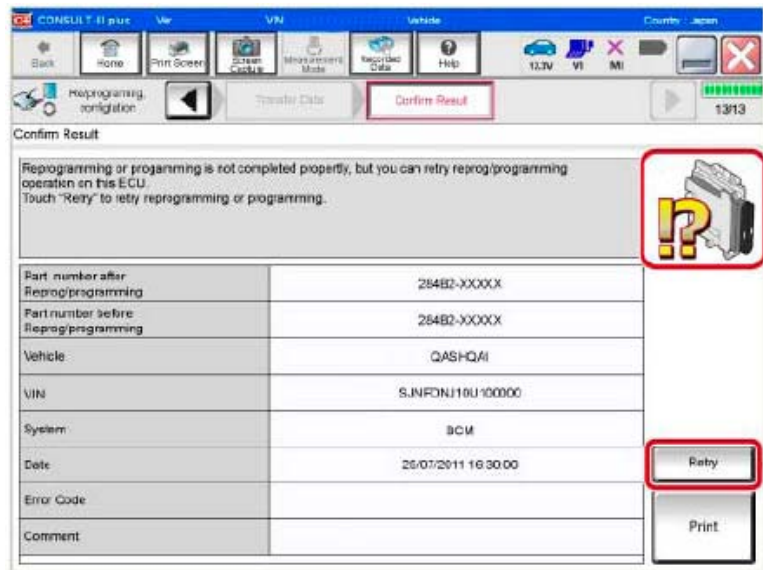 CONSULT-III plus Ver VIN Vehicle Country : Japan
Back Home Print Screen Screen Capture Measurement Mode Recorded Data Help 12.3V VI MI
Re/programming, configration Transfer Data Confirm Result 13/13
Confirm Result
Reprogramming or progamming is not completed propertly, but you can retry reprog/programming
operation on this ECU.
Touch "Retry" to retry reprogramming or programming.
!?
Part number after
Reprog/programming
284B2-XXXXX
Part number before
Reprog/programming
284B2-XXXXX
Vehicle QASHQAI
VIN SJNFDNJ10U100000
System BCM
Date 26/07/2011 16:30:00
Retry
Error Code
Comment
Print